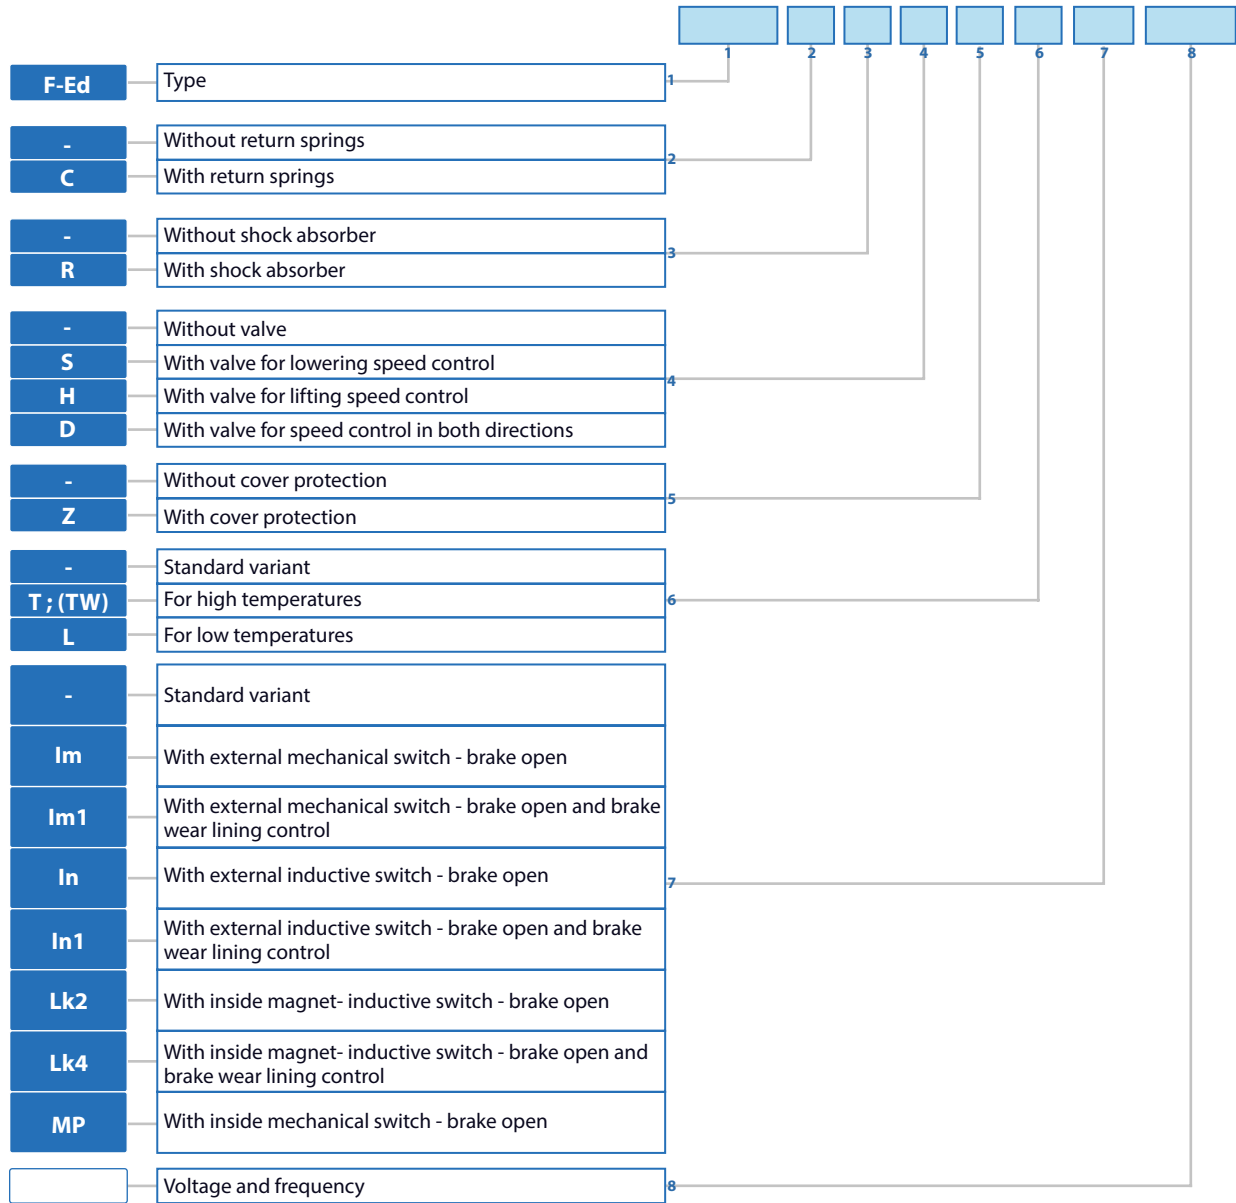 1 2 3 4 5 6 7 8
F-Ed Type 1
- Without return springs
2
C With return springs
- Without shock absorber
3
R With shock absorber
- Without valve
S With valve for lowering speed control
4
H With valve for lifting speed control
D With valve for speed control in both directions
- Without cover protection
5
Z With cover protection
- Standard variant
T ; (TW) For high temperatures 6
L For low temperatures
- Standard variant
Im With external mechanical switch - brake open
Im1 With external mechanical switch - brake open and brake
wear lining control
In With external inductive switch - brake open 7
In1 With external inductive switch - brake open and brake
wear lining control
Lk2 With inside magnet- inductive switch - brake open
Lk4 With inside magnet- inductive switch - brake open and
brake wear lining control
MP With inside mechanical switch - brake open
Voltage and frequency 8